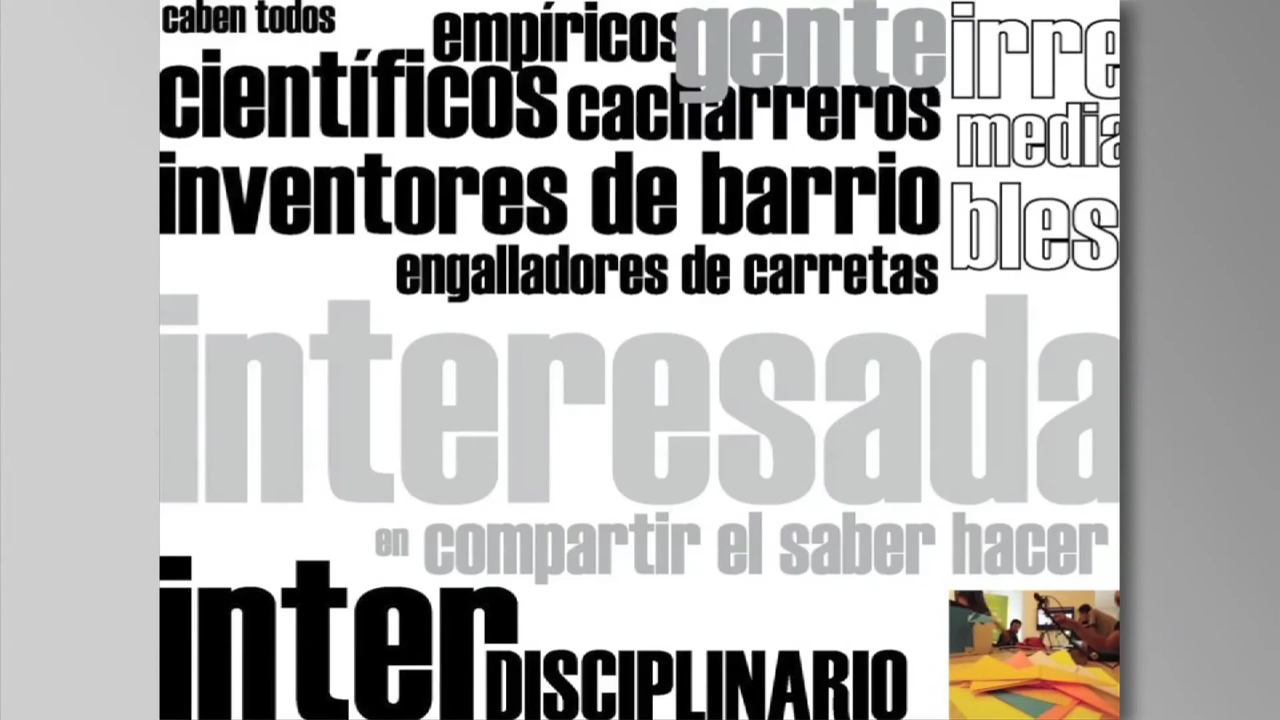 caben todos
empíricos gente
científicos cacharreros
inventores de barrio
engalladores de carretas
irre
media
bles
interesada
en compartir el saber hacer
inter DISCIPLINARIO